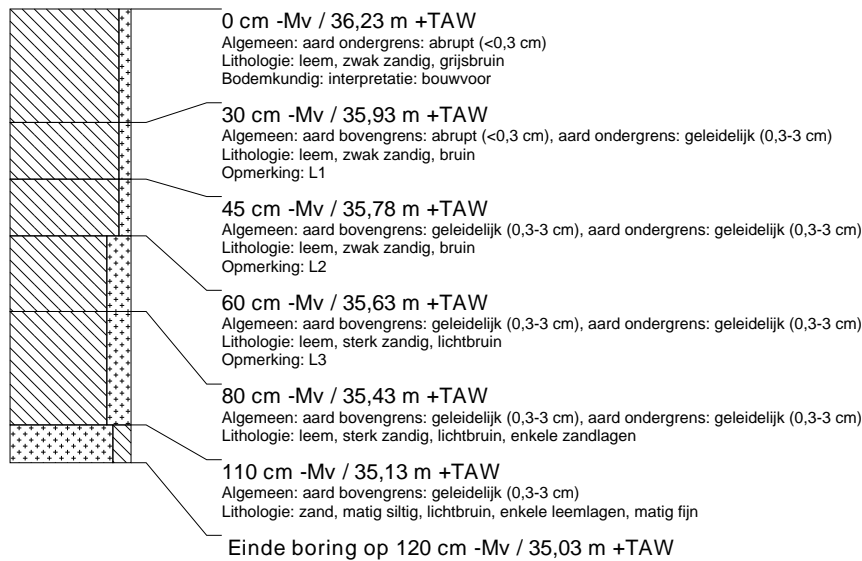 0 cm -Mv / 36,23 m +TAW
Algemeen: aard ondergrens: abrupt (<0,3 cm)
Lithologie: leem, zwak zandig, grijsbruin
Bodemkundig: interpretatie: bouwvoor
30 cm -Mv / 35,93 m +TAW
Algemeen: aard bovengrens: abrupt (<0,3 cm), aard ondergrens: geleidelijk (0,3-3 cm)
Lithologie: leem, zwak zandig, bruin
Opmerking: L1
45 cm -Mv / 35,78 m +TAW
Algemeen: aard bovengrens: geleidelijk (0,3-3 cm), aard ondergrens: geleidelijk (0,3-3 cm)
Lithologie: leem, zwak zandig, bruin
Opmerking: L2
60 cm -Mv / 35,63 m +TAW
Algemeen: aard bovengrens: geleidelijk (0,3-3 cm), aard ondergrens: geleidelijk (0,3-3 cm)
Lithologie: leem, sterk zandig, lichtbruin
Opmerking: L3
80 cm -Mv / 35,43 m +TAW
Algemeen: aard bovengrens: geleidelijk (0,3-3 cm), aard ondergrens: geleidelijk (0,3-3 cm)
Lithologie: leem, sterk zandig, lichtbruin, enkele zandlagen
110 cm -Mv / 35,13 m +TAW
Algemeen: aard bovengrens: geleidelijk (0,3-3 cm)
Lithologie: zand, matig siltig, lichtbruin, enkele leemlagen, matig fijn
Einde boring op 120 cm -Mv / 35,03 m +TAW